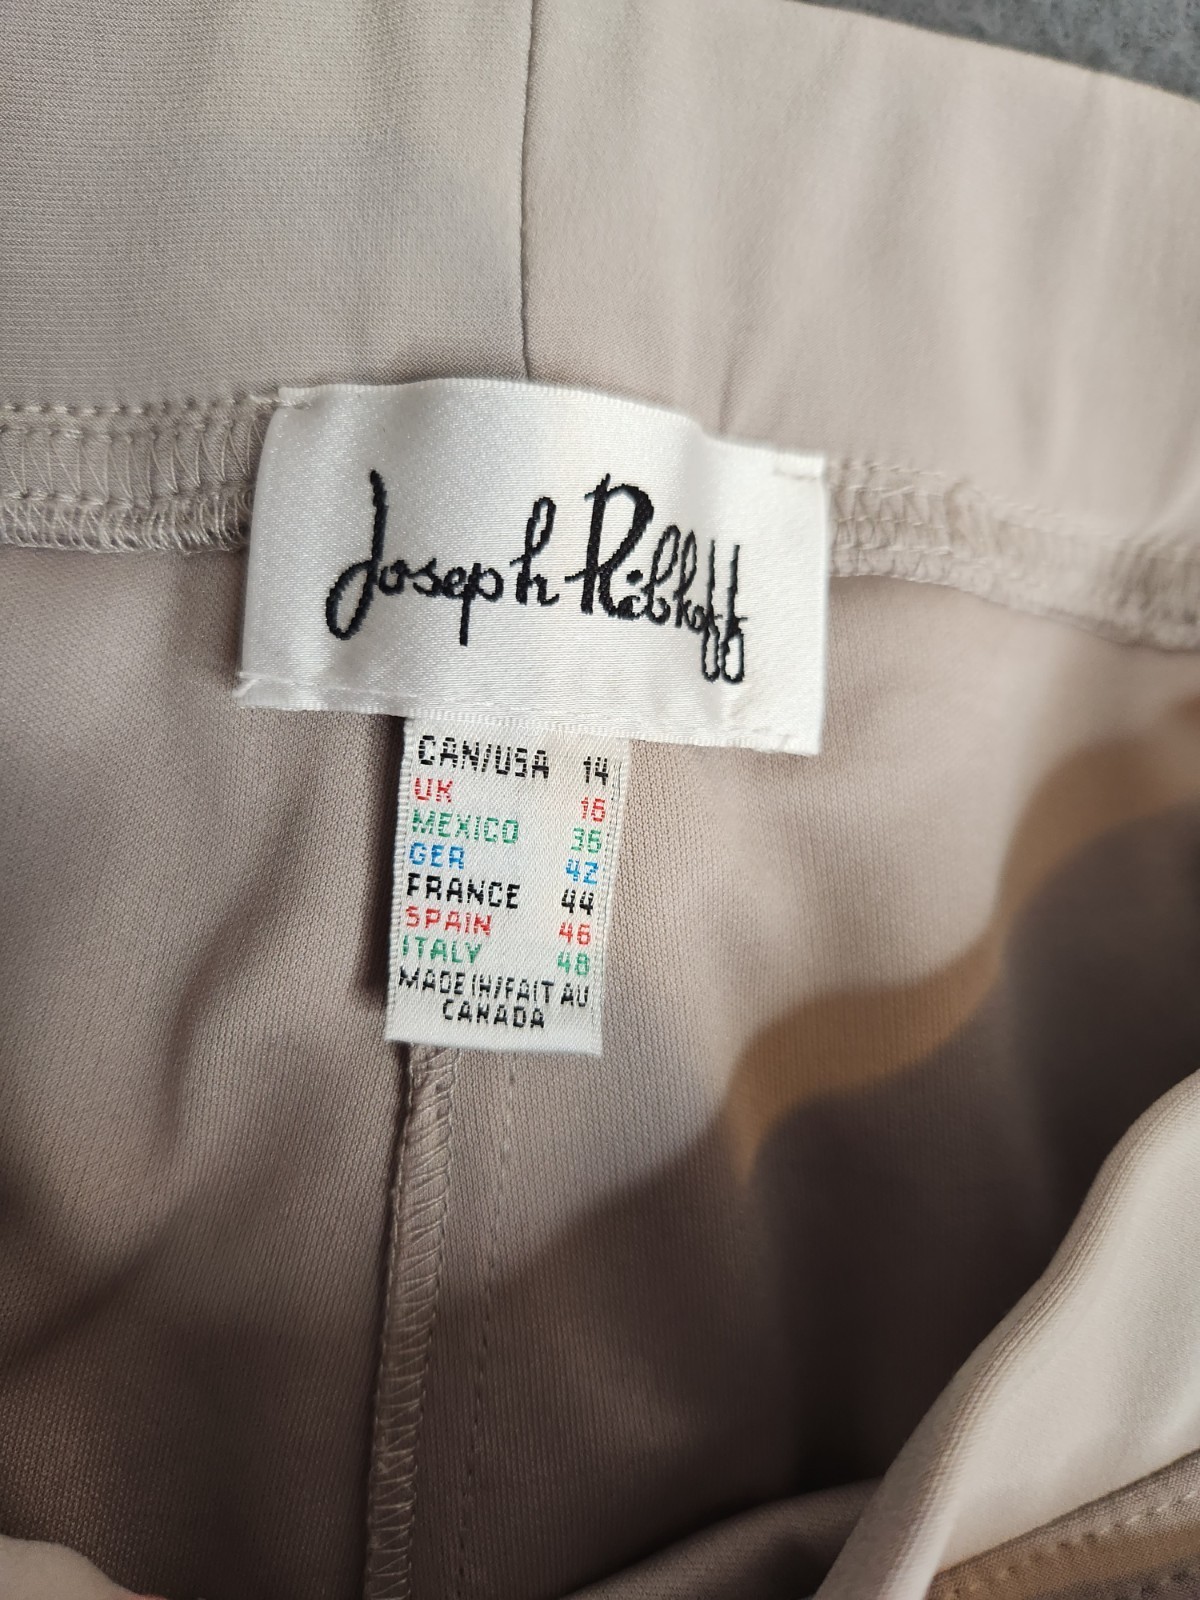 Joseph Ribkoff
CAN/USA 14
UK 16
MEXICO 36
GER 42
FRANCE 44
SPAIN 46
ITALY 48
MADE IN/FAIT AU
CANADA